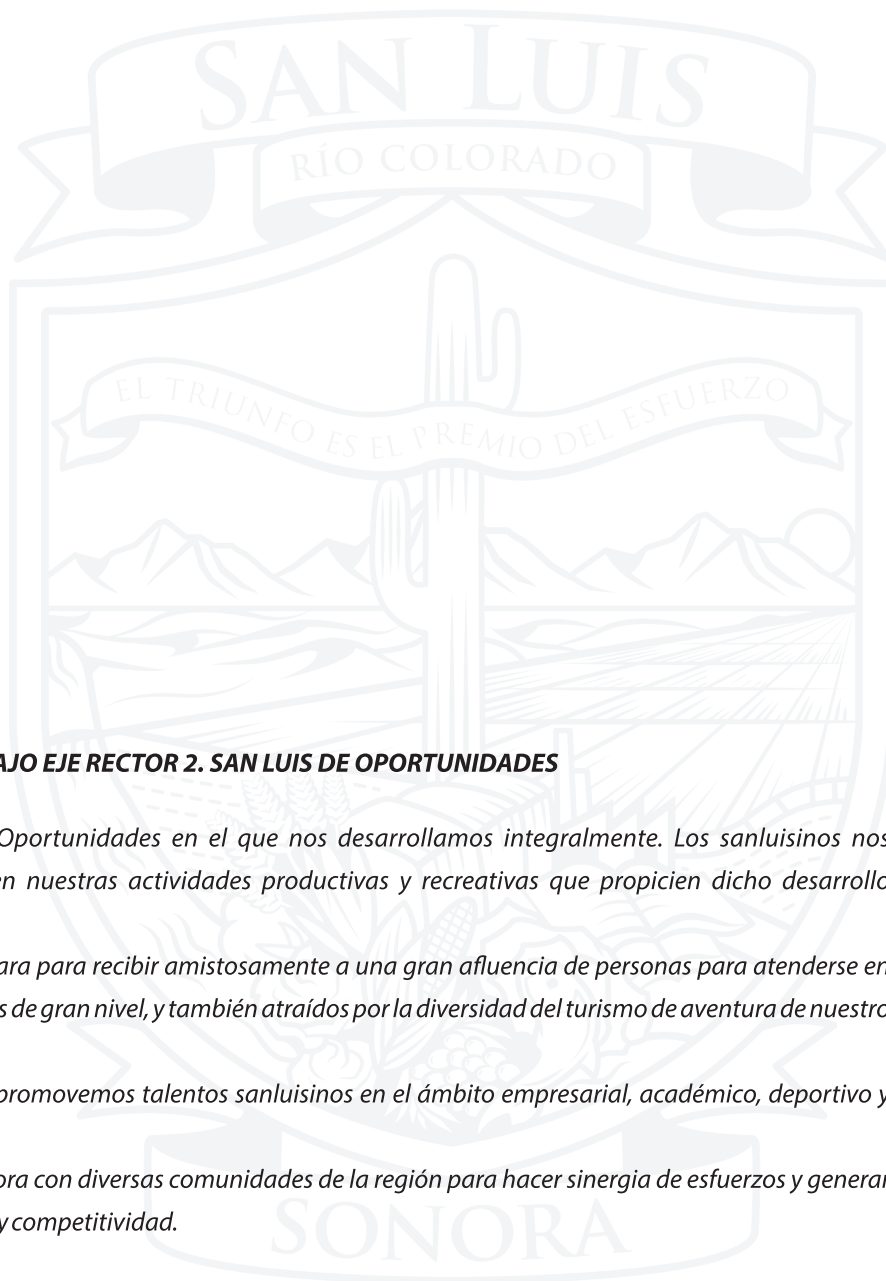 SAN LUIS
RÍO COLORADO
EL TRIUNFO ES EL PREMIO DEL ESFUERZO
AJO EJE RECTOR 2. SAN LUIS DE OPORTUNIDADES
Oportunidades en el que nos desarrollamos integralmente. Los sanluisinos nos
en nuestras actividades productivas y recreativas que propicien dicho desarrollo
ara para recibir amistosamente a una gran afluencia de personas para atenderse en
s de gran nivel, y también atraídos por la diversidad del turismo de aventura de nuestro
promovemos talentos sanluisinos en el ámbito empresarial, académico, deportivo y
ora con diversas comunidades de la región para hacer sinergia de esfuerzos y generar
y competitividad.
SONORA